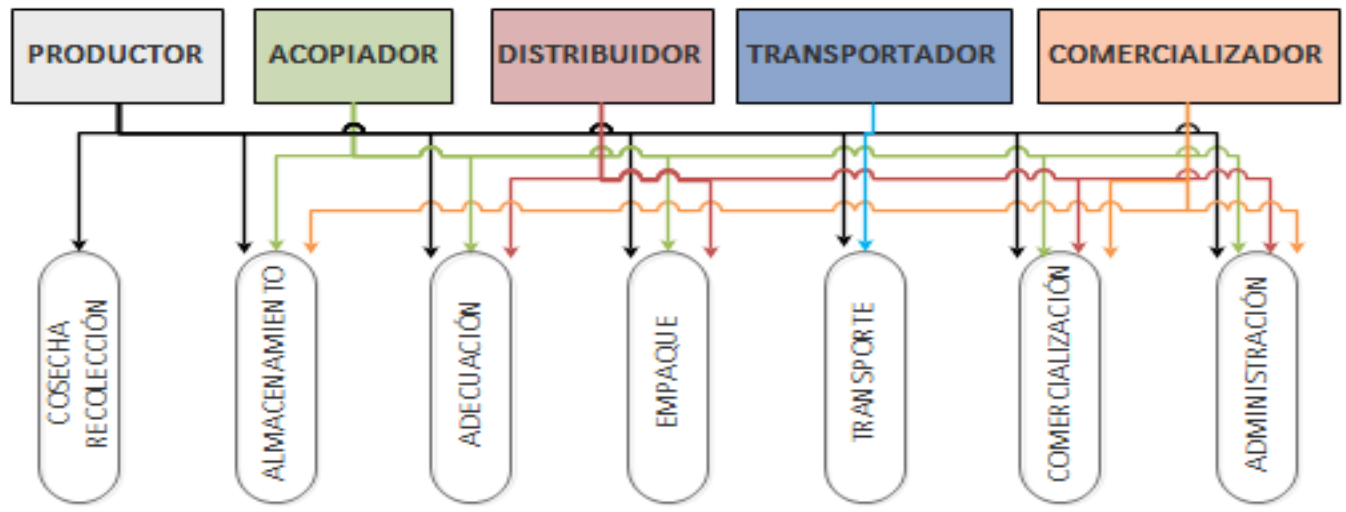 PRODUCTOR
ACOPIADOR
DISTRIBUIDOR
TRANSPORTADOR
COMERCIALIZADOR
COSECHA
RECOLECCIÓN
ALMACENAMIENTO
ADECUACIÓN
EMPAQUE
TRANSPORTE
COMERCIALIZACIÓN
ADMINISTRACIÓN